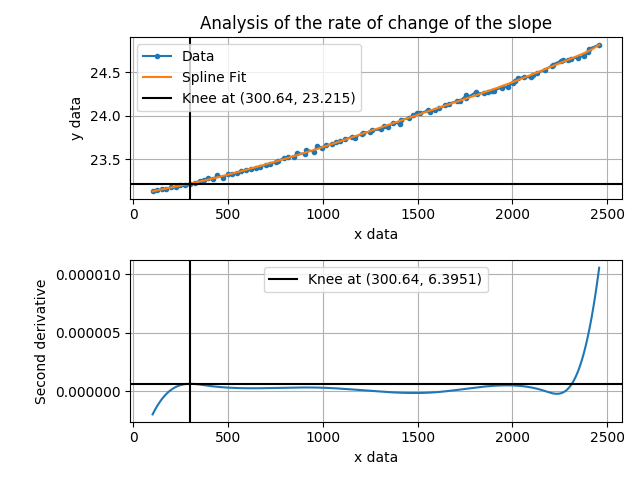 Analysis of the rate of change of the slope
Data
Spline Fit
Knee at (300.64, 23.215)
24.5
24.0
23.5
y data
0 500 1000 1500 2000 2500
x data
Knee at (300.64, 6.3951)
0.000010
0.000005
0.000000
Second derivative
0 500 1000 1500 2000 2500
x data